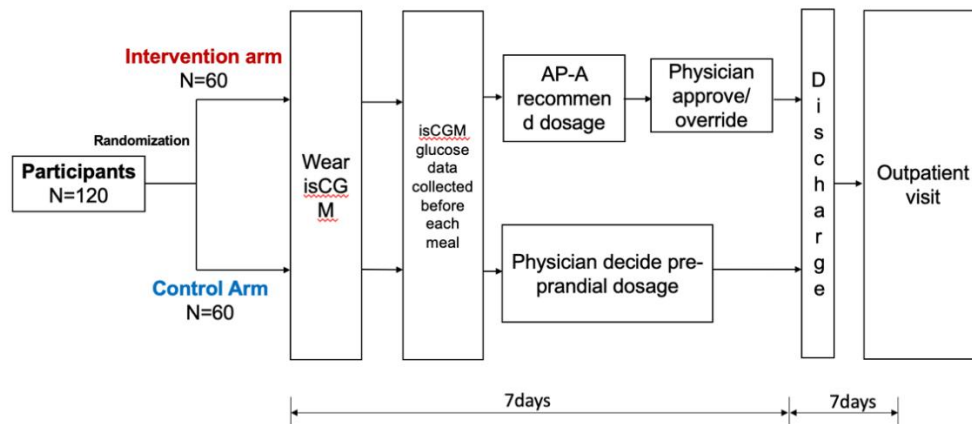 Intervention arm
N=60
Randomization
Participants
N=120
Control Arm
N=60
Wear
isCG
M
isCGM
glucose
data
collected
before
each
meal
AP-A
recommen
d dosage
Physician
approve/
override
Physician decide pre-
prandial dosage
D
i
s
c
h
a
r
g
e
Outpatient
visit
7days
7days